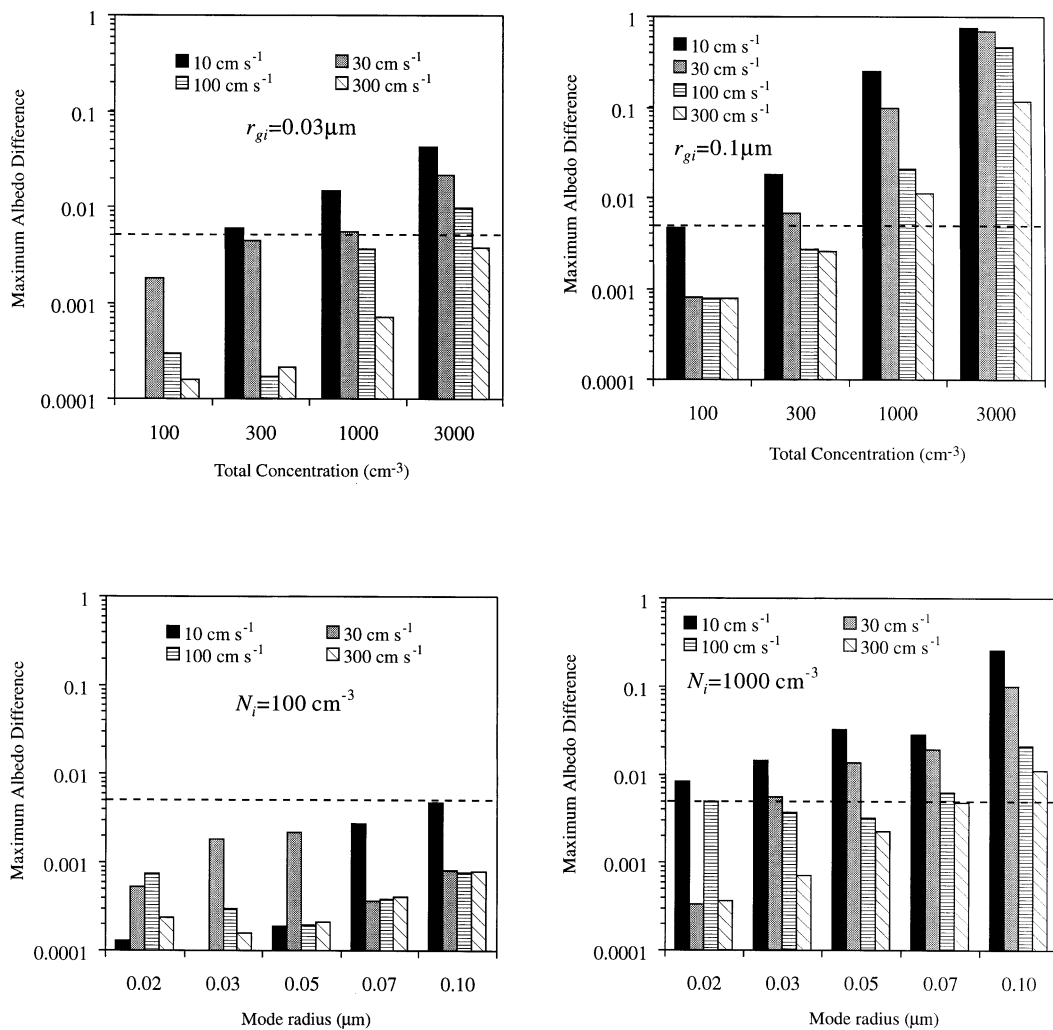 1
0.1
0.01
0.001
0.0001
Maximum Albedo Difference
10 cm s-1
30 cm s-1
100 cm s-1
300 cm s-1
rgi=0.03μm
100
300
1000
3000
Total Concentration (cm-3)
1
0.1
0.01
0.001
0.0001
Maximum Albedo Difference
10 cm s-1
30 cm s-1
100 cm s-1
300 cm s-1
rgi=0.1μm
100
300
1000
3000
Total Concentration (cm-3)
1
0.1
0.01
0.001
0.0001
Maximum Albedo Difference
10 cm s-1
30 cm s-1
100 cm s-1
300 cm s-1
Ni=100 cm-3
0.02
0.03
0.05
0.07
0.10
Mode radius (μm)
1
0.1
0.01
0.001
0.0001
Maximum Albedo Difference
10 cm s-1
30 cm s-1
100 cm s-1
300 cm s-1
Ni=1000 cm-3
0.02
0.03
0.05
0.07
0.10
Mode radius (μm)